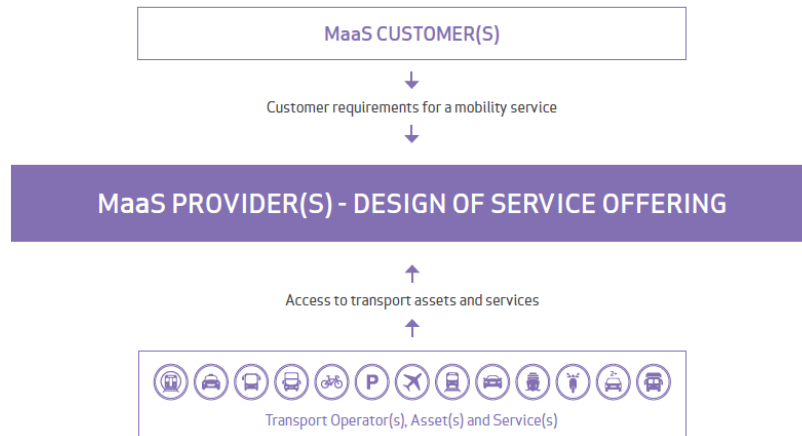 MaaS CUSTOMER(S)
Customer requirements for a mobility service
MaaS PROVIDER(S) - DESIGN OF SERVICE OFFERING
Access to transport assets and services
P
2+
Transport Operator(s), Asset(s) and Service(s)